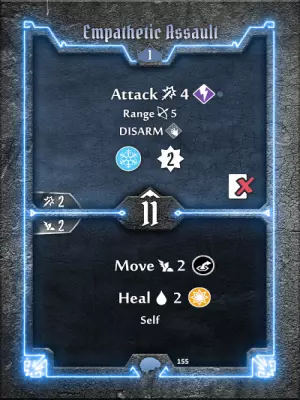 Empathetic Assault
1
Attack 4
Range 5
DISARM
2
2
11
2
Move 2
Heal 2
Self
155